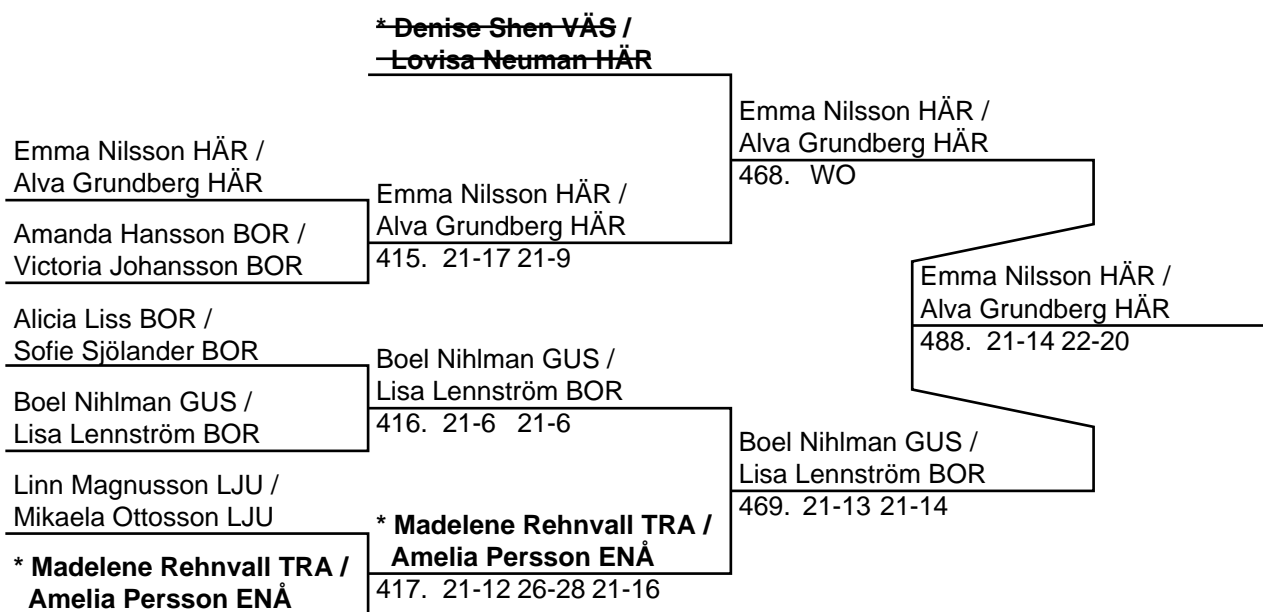 * Denise Shen VÄS /
Lovisa Neuman HÄR
Emma Nilsson HÄR /
Alva Grundberg HÄR
Amanda Hansson BOR /
Victoria Johansson BOR
Alicia Liss BOR /
Sofie Sjölander BOR
Boel Nihlman GUS /
Lisa Lennström BOR
Linn Magnusson LJU /
Mikaela Ottosson LJU
* Madelene Rehnvall TRA /
Amelia Persson ENÅ
Emma Nilsson HÄR /
Alva Grundberg HÄR
415. 21-17 21-9
Boel Nihlman GUS /
Lisa Lennström BOR
416. 21-6 21-6
* Madelene Rehnvall TRA /
Amelia Persson ENÅ
417. 21-12 26-28 21-16
Emma Nilsson HÄR /
Alva Grundberg HÄR
468. WO
Boel Nihlman GUS /
Lisa Lennström BOR
469. 21-13 21-14
Emma Nilsson HÄR /
Alva Grundberg HÄR
488. 21-14 22-20